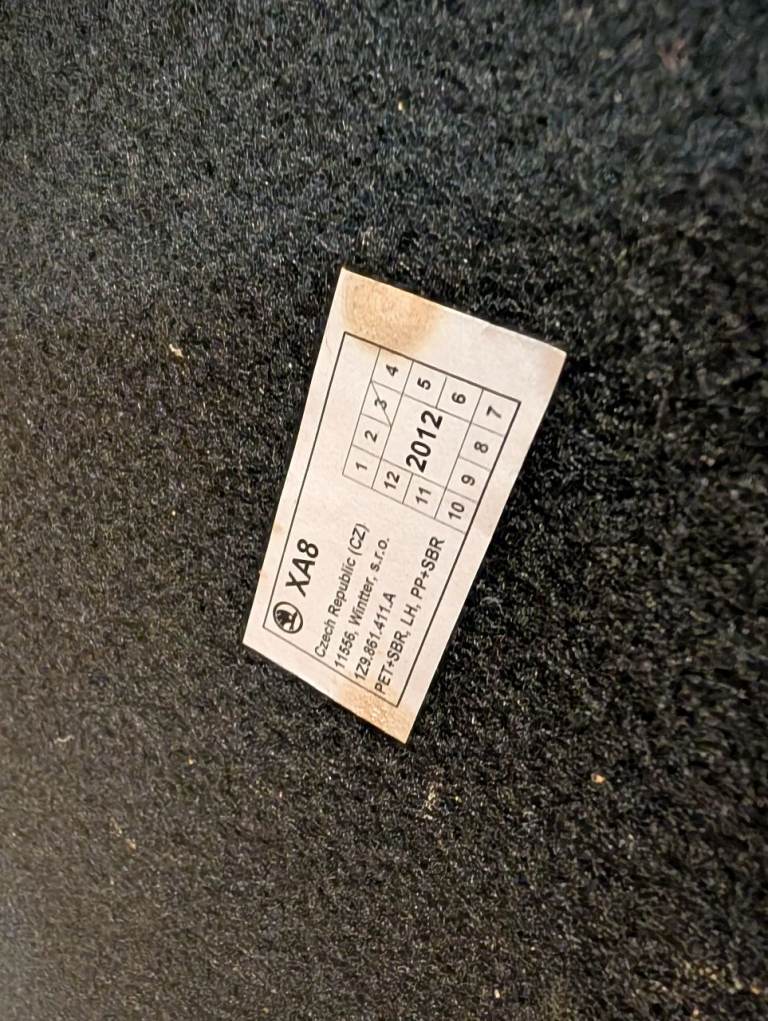 XA8
Czech Republic (CZ)
11556, Wintter, s.r.o.
1Z9.861.411.A
PET+SBR, LH, PP+SBR
1 2 3 4
12 2012 5
11 6
10 9 8 7